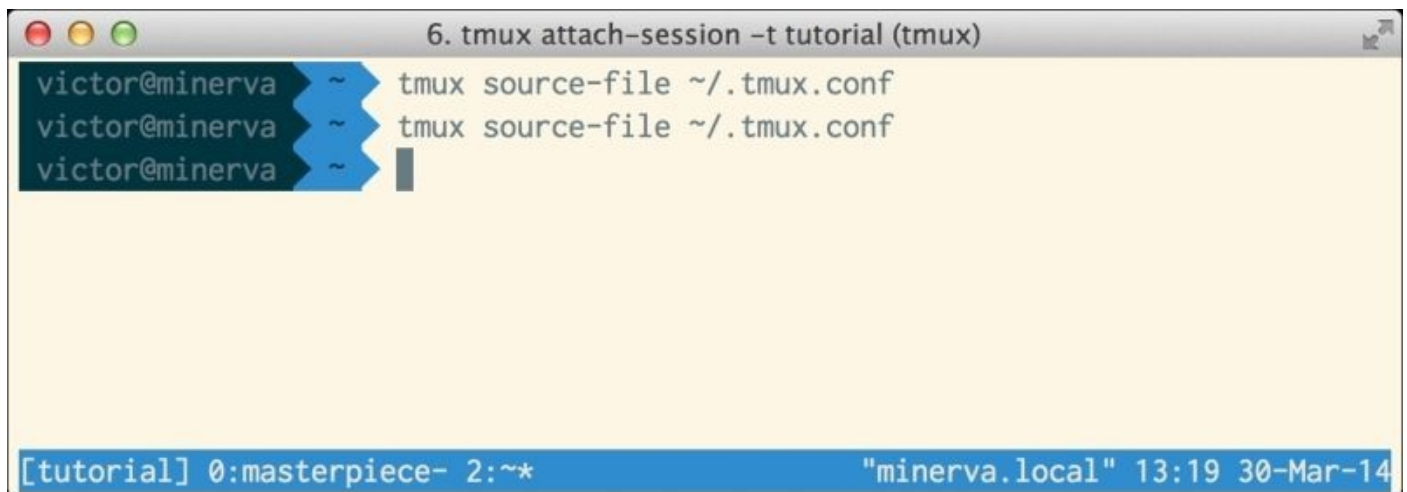 6. tmux attach-session -t tutorial (tmux)
victor@minerva ~ tmux source-file ~/.tmux.conf
victor@minerva ~ tmux source-file ~/.tmux.conf
victor@minerva ~
[tutorial] 0:masterpiece- 2:~* "minerva.local" 13:19 30-Mar-14